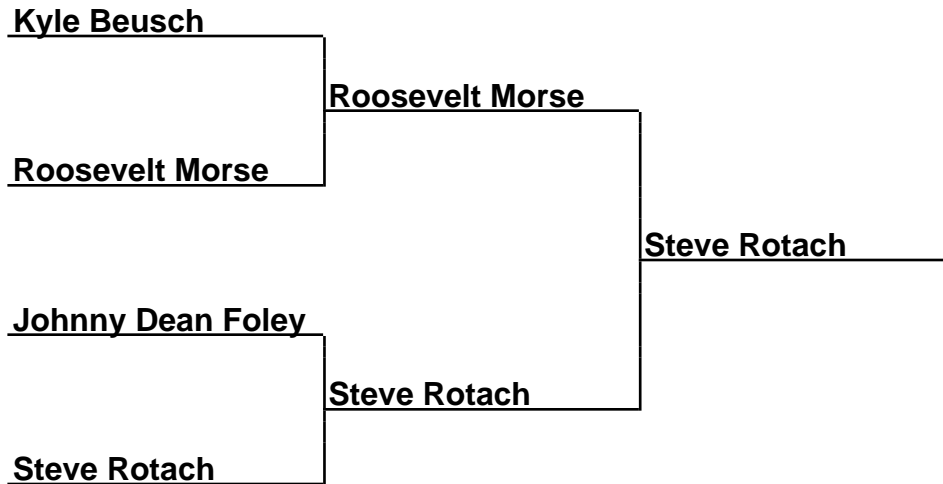 Kyle Beusch
Roosevelt Morse
Roosevelt Morse
Steve Rotach
Johnny Dean Foley
Steve Rotach
Steve Rotach